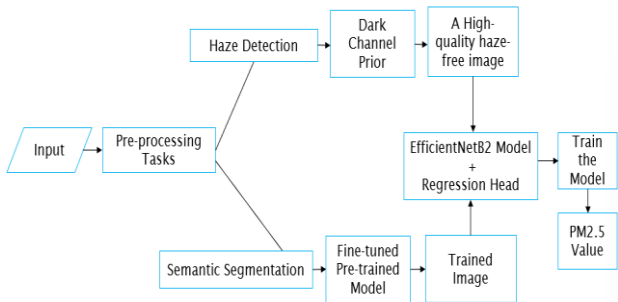 Haze Detection
Dark
Channel
Prior
A High-
quality haze-
free image
Input
Pre-processing
Tasks
EfficientNetB2 Model
+
Regression Head
Train
the
Model
PM2.5
Value
Semantic Segmentation
Fine-tuned
Pre-trained
Model
Trained
Image